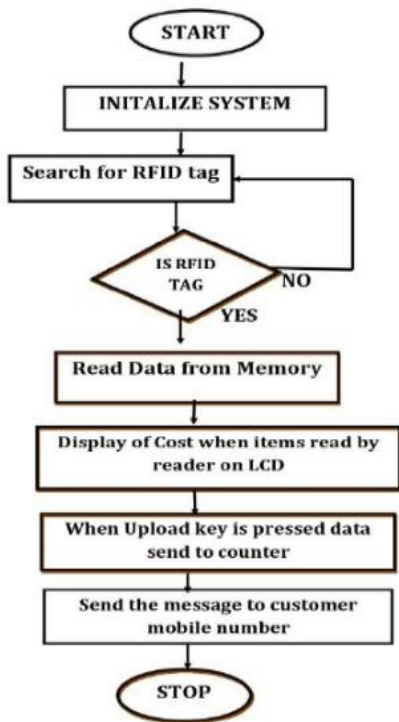 START
INITALIZE SYSTEM
Search for RFID tag
IS RFID
TAG
NO
YES
Read Data from Memory
Display of Cost when items read by
reader on LCD
When Upload key is pressed data
send to counter
Send the message to customer
mobile number
STOP